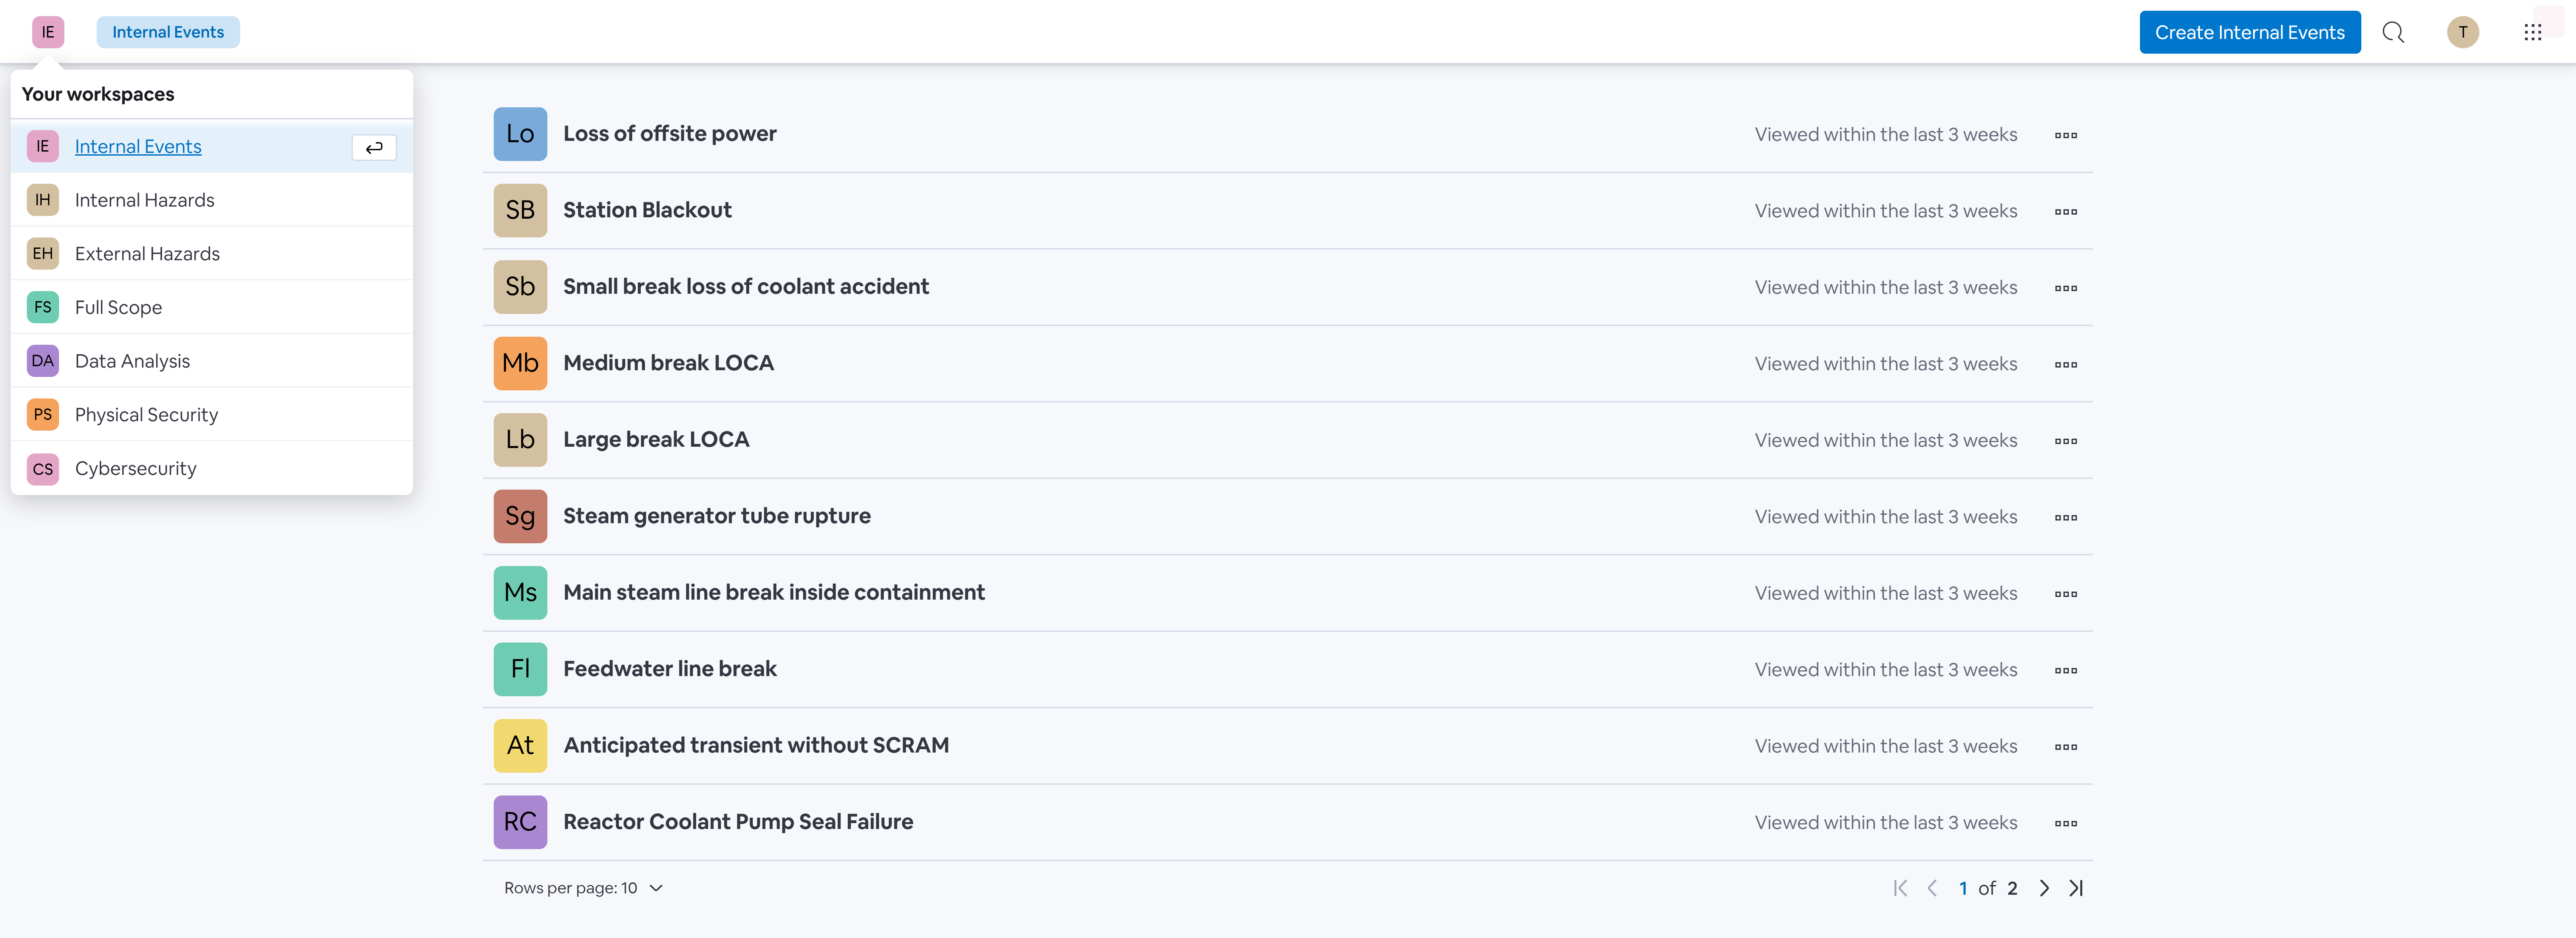 IE
Internal Events
Create Internal Events
T
Your workspaces
IE Internal Events
IH Internal Hazards
EH External Hazards
FS Full Scope
DA Data Analysis
PS Physical Security
CS Cybersecurity
Lo Loss of offsite power Viewed within the last 3 weeks
SB Station Blackout Viewed within the last 3 weeks
Sb Small break loss of coolant accident Viewed within the last 3 weeks
Mb Medium break LOCA Viewed within the last 3 weeks
Lb Large break LOCA Viewed within the last 3 weeks
Sg Steam generator tube rupture Viewed within the last 3 weeks
Ms Main steam line break inside containment Viewed within the last 3 weeks
Fl Feedwater line break Viewed within the last 3 weeks
At Anticipated transient without SCRAM Viewed within the last 3 weeks
RC Reactor Coolant Pump Seal Failure Viewed within the last 3 weeks
Rows per page: 10
1 of 2